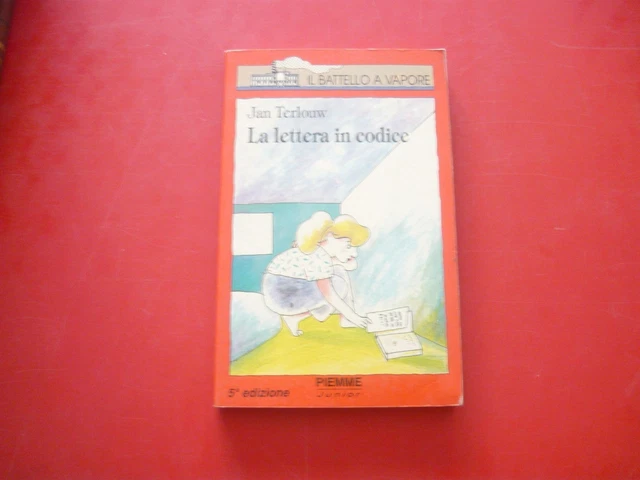 IL BATTELLO A VAPORE
Jan Terlouw
La lettera in codice
5ª edizione
PIEMME
Junior